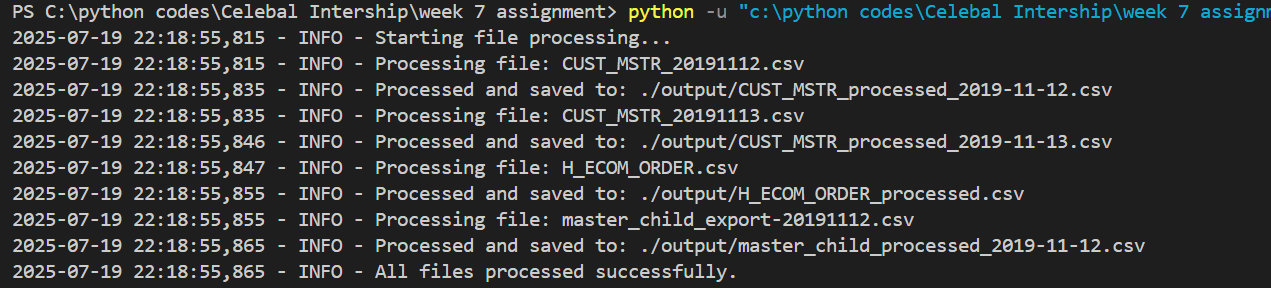 PS C:\python codes\Celebal Intership\week 7 assignment> python -u "c:\python codes\Celebal Intership\week 7 assignm
2025-07-19 22:18:55,815 - INFO - Starting file processing...
2025-07-19 22:18:55,815 - INFO - Processing file: CUST_MSTR_20191112.csv
2025-07-19 22:18:55,835 - INFO - Processed and saved to: ./output/CUST_MSTR_processed_2019-11-12.csv
2025-07-19 22:18:55,835 - INFO - Processing file: CUST_MSTR_20191113.csv
2025-07-19 22:18:55,846 - INFO - Processed and saved to: ./output/CUST_MSTR_processed_2019-11-13.csv
2025-07-19 22:18:55,847 - INFO - Processing file: H_ECOM_ORDER.csv
2025-07-19 22:18:55,855 - INFO - Processed and saved to: ./output/H_ECOM_ORDER_processed.csv
2025-07-19 22:18:55,855 - INFO - Processing file: master_child_export-20191112.csv
2025-07-19 22:18:55,865 - INFO - Processed and saved to: ./output/master_child_processed_2019-11-12.csv
2025-07-19 22:18:55,865 - INFO - All files processed successfully.